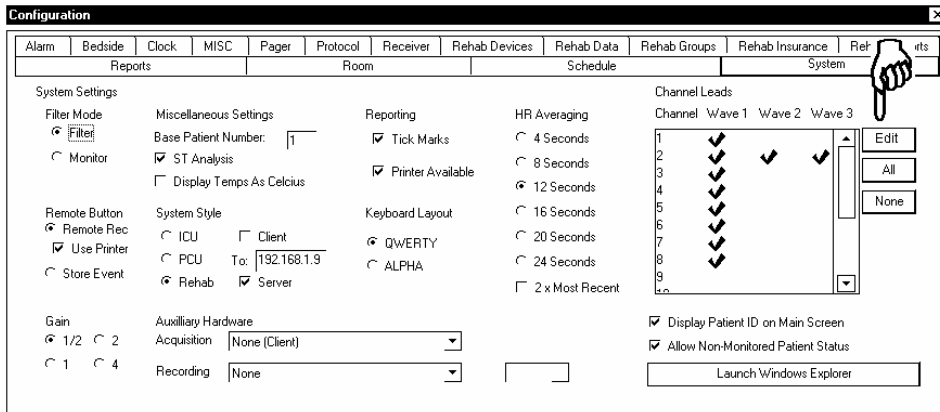 Configuration
Alarm Bedside Clock MISC Pager Protocol Receiver Rehab Devices Rehab Data Rehab Groups Rehab Insurance
Reports Room Schedule System
System Settings
Filter Mode
Filter
Monitor
Miscellaneous Settings
Base Patient Number: 1
ST Analysis
Display Temps As Celcius
Reporting
Tick Marks
Printer Available
HR Averaging
4 Seconds
8 Seconds
12 Seconds
16 Seconds
20 Seconds
24 Seconds
2 x Most Recent
Channel Leads
Channel Wave 1 Wave 2 Wave 3
1
2
3
4
5
6
7
8
9
Edit
All
None
Remote Button
Remote Rec
Use Printer
Store Event
System Style
ICU
PCU
Rehab
Client
To: 192.168.1.9
Server
Keyboard Layout
QWERTY
ALPHA
Gain
1/2 2
1 4
Auxilliary Hardware
Acquisition None (Client)
Recording None
Display Patient ID on Main Screen
Allow Non-Monitored Patient Status
Launch Windows Explorer